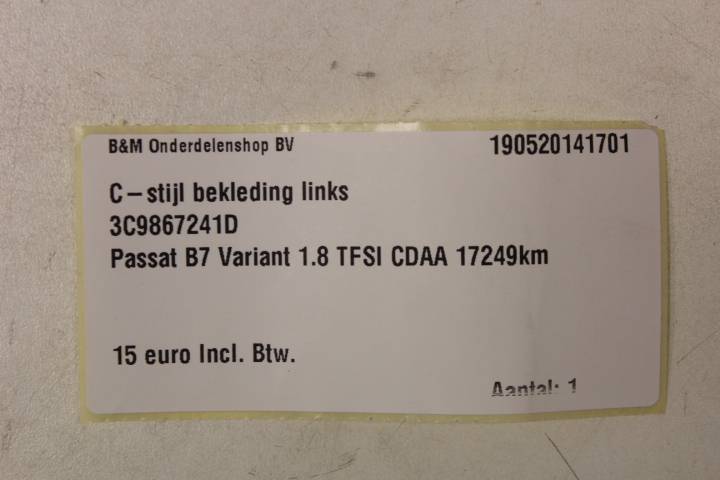 B&M Onderdelenshop BV 190520141701
C-stijl bekleding links
3C9867241D
Passat B7 Variant 1.8 TFSI CDAA 17249km
15 euro Incl. Btw.
Aantal: 1